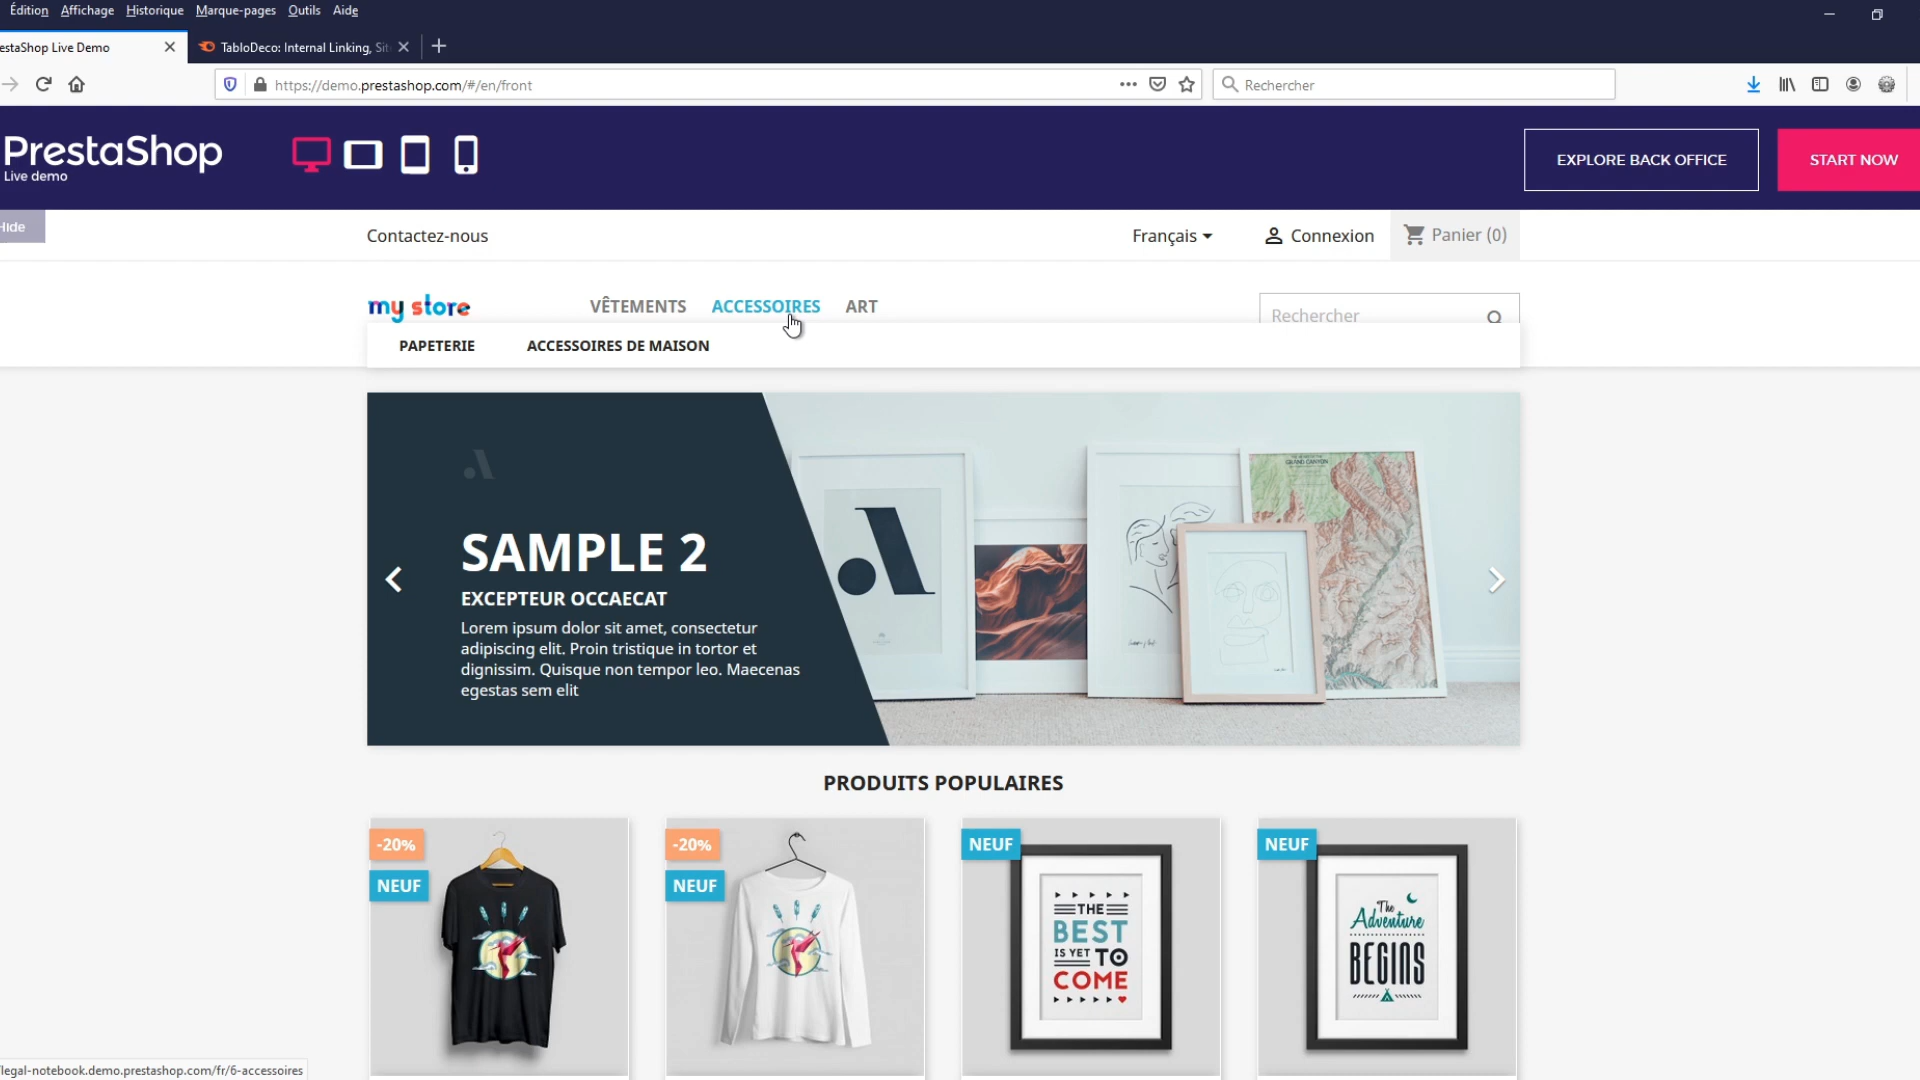 Édition Affichage Historique Marque-pages Outils Aide
estaShop Live Demo
TabloDeco: Internal Linking, Sit
https://demo.prestashop.com/#/en/front
Rechercher
PrestaShop
Live demo
EXPLORE BACK OFFICE
START NOW
Hide
Contactez-nous
Français
Connexion
Panier (0)
my store
VÊTEMENTS ACCESSOIRES ART
Rechercher
PAPETERIE ACCESSOIRES DE MAISON
SAMPLE 2
EXCEPTEUR OCCAECAT
Lorem ipsum dolor sit amet, consectetur
adipiscing elit. Proin tristique in tortor et
dignissim. Quisque non tempor leo. Maecenas
egestas sem elit
GRAND CANYON
PRODUITS POPULAIRES
-20%
NEUF
-20%
NEUF
NEUF
THE
BEST
IS YET TO
COME
NEUF
The
Adventure
BEGINS
legal-notebook.demo.prestashop.com/fr/6-accessoires